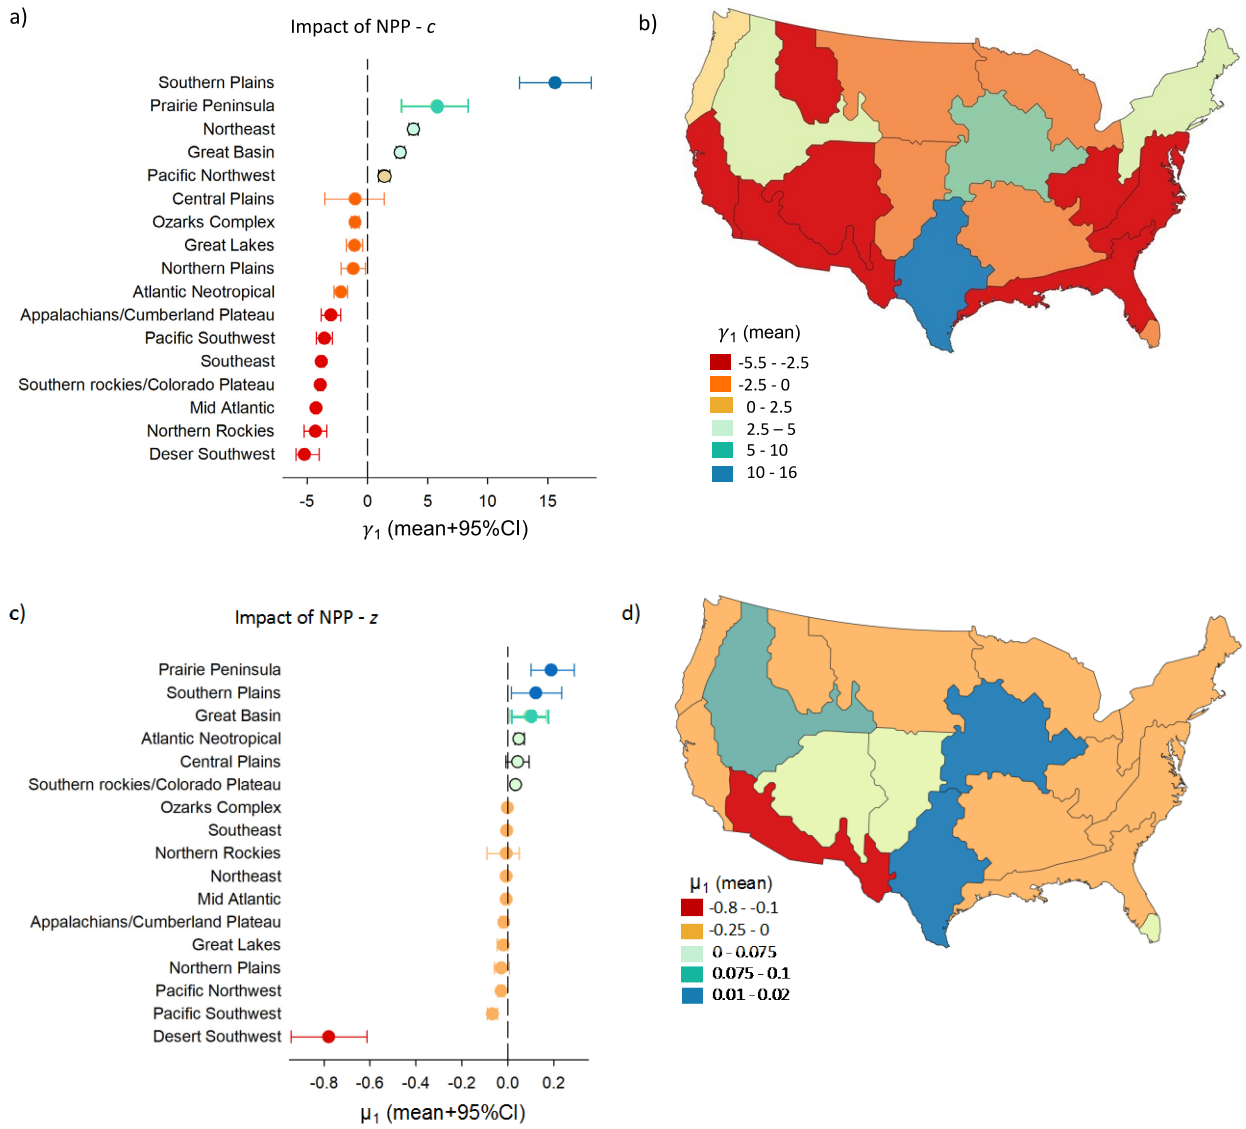 a)
Impact of NPP - c
Southern Plains
Prairie Peninsula
Northeast
Great Basin
Pacific Northwest
Central Plains
Ozarks Complex
Great Lakes
Northern Plains
Atlantic Neotropical
Appalachians/Cumberland Plateau
Pacific Southwest
Southeast
Southern rockies/Colorado Plateau
Mid Atlantic
Northern Rockies
Deser Southwest
-5 0 5 10 15
γ1 (mean+95%CI)
b)
γ1 (mean)
-5.5 - -2.5
-2.5 - 0
0 - 2.5
2.5 – 5
5 - 10
10 - 16
c)
Impact of NPP - z
Prairie Peninsula
Southern Plains
Great Basin
Atlantic Neotropical
Central Plains
Southern rockies/Colorado Plateau
Ozarks Complex
Southeast
Northern Rockies
Northeast
Mid Atlantic
Appalachians/Cumberland Plateau
Great Lakes
Northern Plains
Pacific Northwest
Pacific Southwest
Desert Southwest
-0.8 -0.6 -0.4 -0.2 0.0 0.2
µ1 (mean+95%CI)
d)
µ1 (mean)
-0.8 - -0.1
-0.25 - 0
0 - 0.075
0.075 - 0.1
0.01 - 0.02